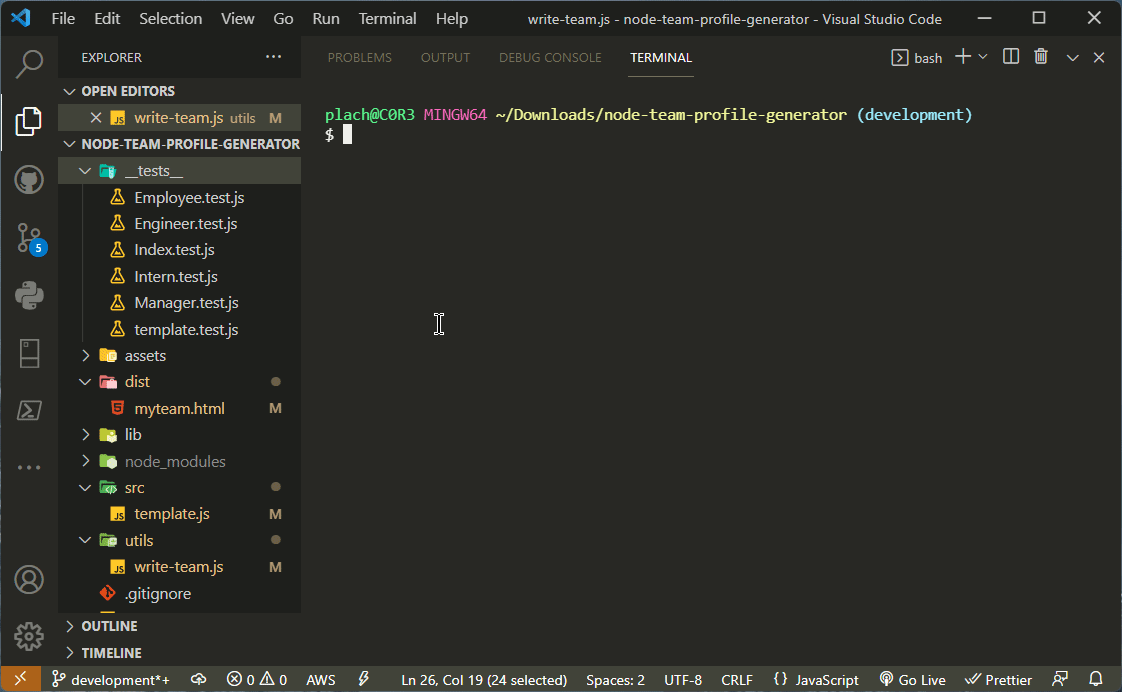 File Edit Selection View Go Run Terminal Help write-team.js - node-team-profile-generator - Visual Studio Code
EXPLORER ···
PROBLEMS OUTPUT DEBUG CONSOLE TERMINAL bash
OPEN EDITORS
write-team.js utils M
NODE-TEAM-PROFILE-GENERATOR
__tests__
Employee.test.js
Engineer.test.js
Index.test.js
Intern.test.js
Manager.test.js
template.test.js
assets
dist
myteam.html M
lib
node_modules
src
template.js M
utils
write-team.js M
.gitignore
OUTLINE
TIMELINE
plach@C0R3 MINGW64 ~/Downloads/node-team-profile-generator (development)
$
5
development*+ 0 0 AWS Ln 26, Col 19 (24 selected) Spaces: 2 UTF-8 CRLF {} JavaScript Go Live Prettier